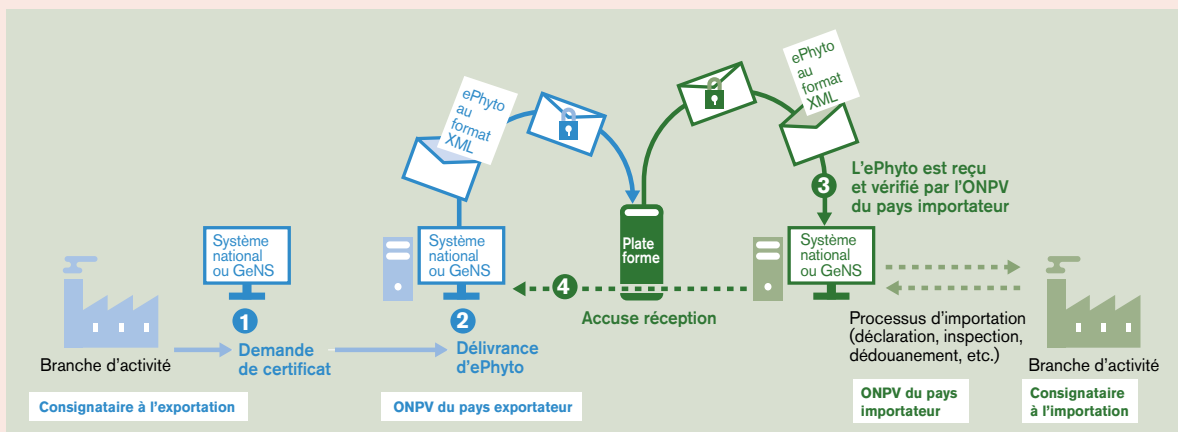 ePhyto
au
format
XML
ePhyto
au
format
XML
3
L'ePhyto est reçu
et vérifié par l'ONPV
du pays importateur
Système
national
ou GeNS
Système
national
ou GeNS
Plate
forme
Système
national
ou GeNS
4
Accuse réception
1
Demande
de certificat
2
Délivrance
d'ePhyto
Branche d'activité
Processus d'importation
(déclaration, inspection,
dédouanement, etc.)
Branche d'activité
Consignataire à l'exportation
ONPV du pays exportateur
ONPV du pays
importateur
Consignataire
à l'importation